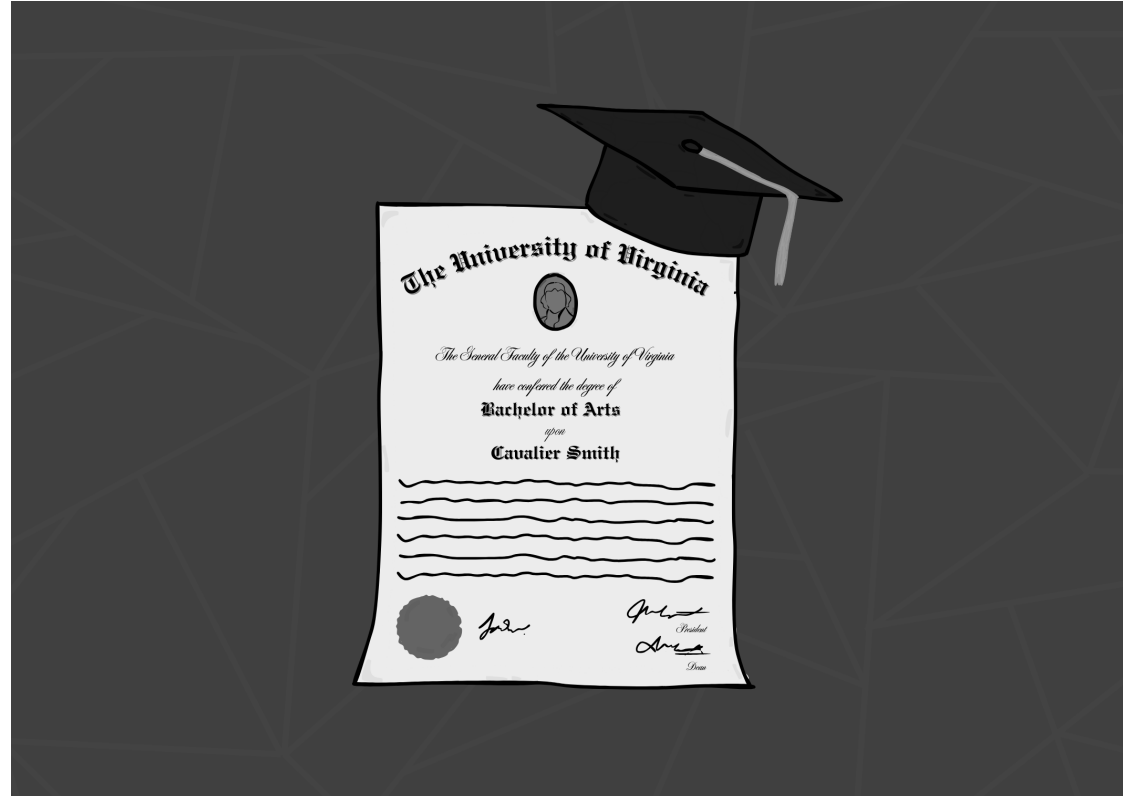 The University of Virginia
The General Faculty of the University of Virginia
have conferred the degree of
Bachelor of Arts
upon
Cavalier Smith
President
Dean